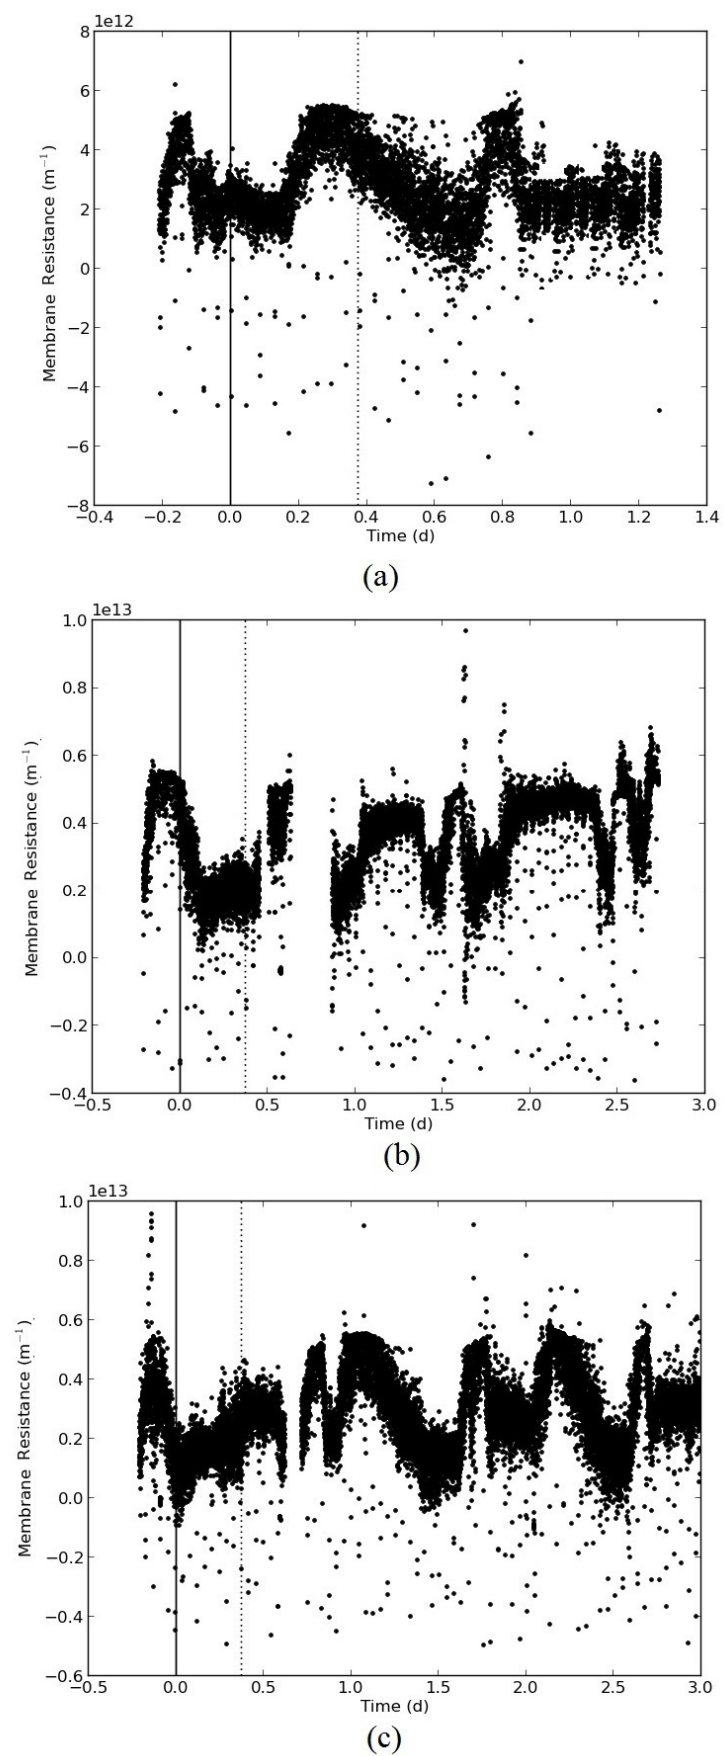 1e12
8
6
4
2
0
−2
−4
−6
−8
Membrane Resistance (m⁻¹)
−0.4 −0.2 0.0 0.2 0.4 0.6 0.8 1.0 1.2 1.4
Time (d)
(a)
1e13
1.0
0.8
0.6
0.4
0.2
0.0
−0.2
−0.4
Membrane Resistance (m⁻¹)
−0.5 0.0 0.5 1.0 1.5 2.0 2.5 3.0
Time (d)
(b)
1e13
1.0
0.8
0.6
0.4
0.2
0.0
−0.2
−0.4
−0.6
Membrane Resistance (m⁻¹)
−0.5 0.0 0.5 1.0 1.5 2.0 2.5 3.0
Time (d)
(c)